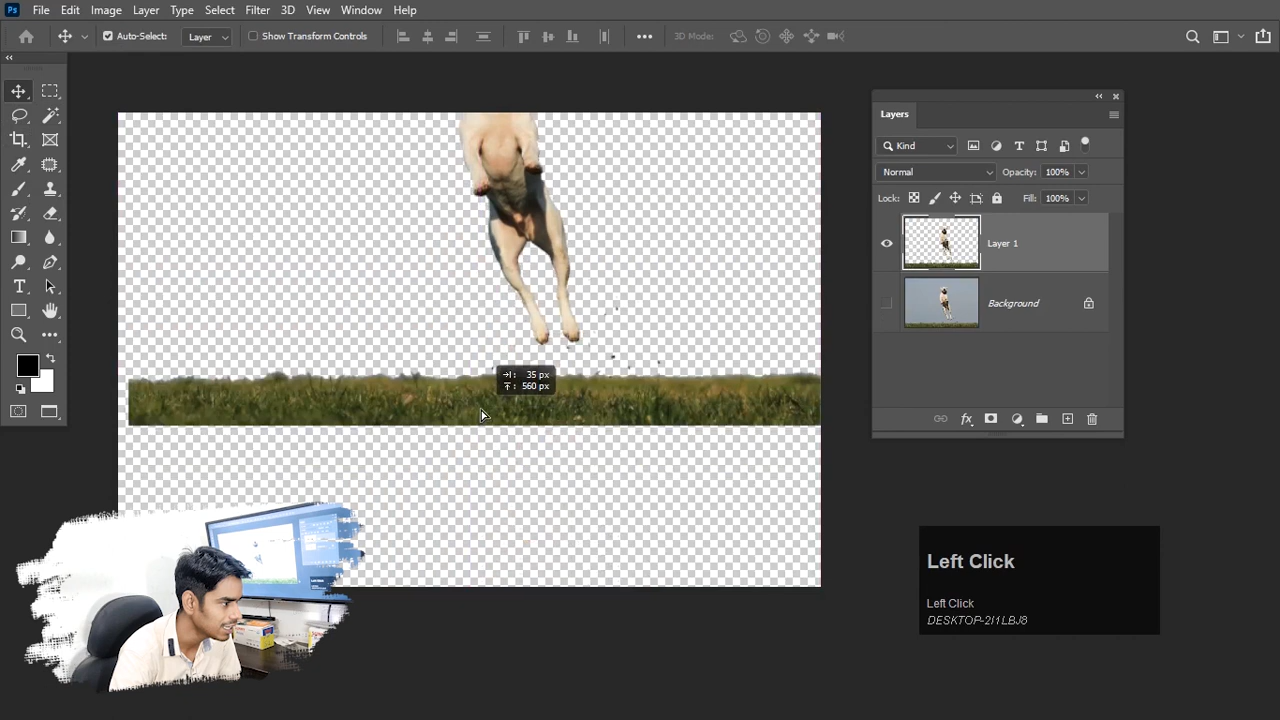 Ps File Edit Image Layer Type Select Filter 3D View Window Help
Auto-Select: Layer Show Transform Controls 3D Mode:
Layers
Kind
Normal Opacity: 100%
Lock: Fill: 100%
Layer 1
Background
35 px
560 px
Left Click
Left Click
DESKTOP-2I1LBJ8